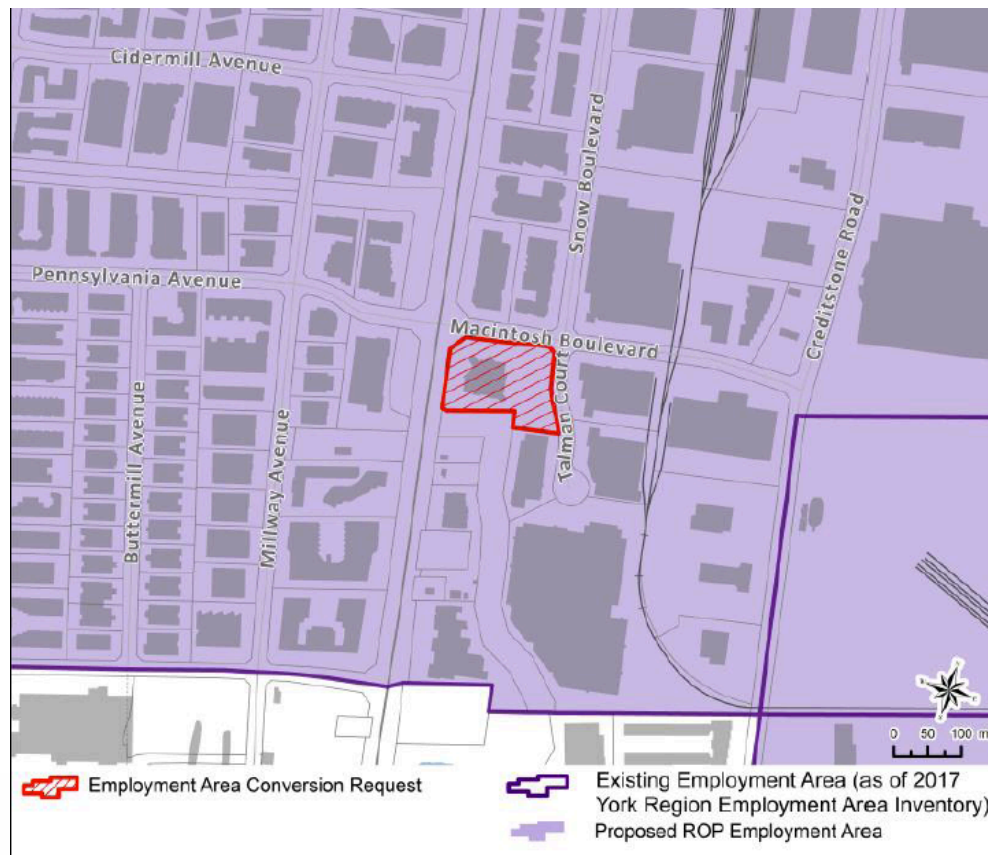 Cidermill Avenue
Snow Boulevard
Creditstone Road
Pennsylvania Avenue
Macintosh Boulevard
Talman Court
Buttermill Avenue
Millway Avenue
0 50 100 m
Employment Area Conversion Request
Existing Employment Area (as of 2017
York Region Employment Area Inventory)
Proposed ROP Employment Area